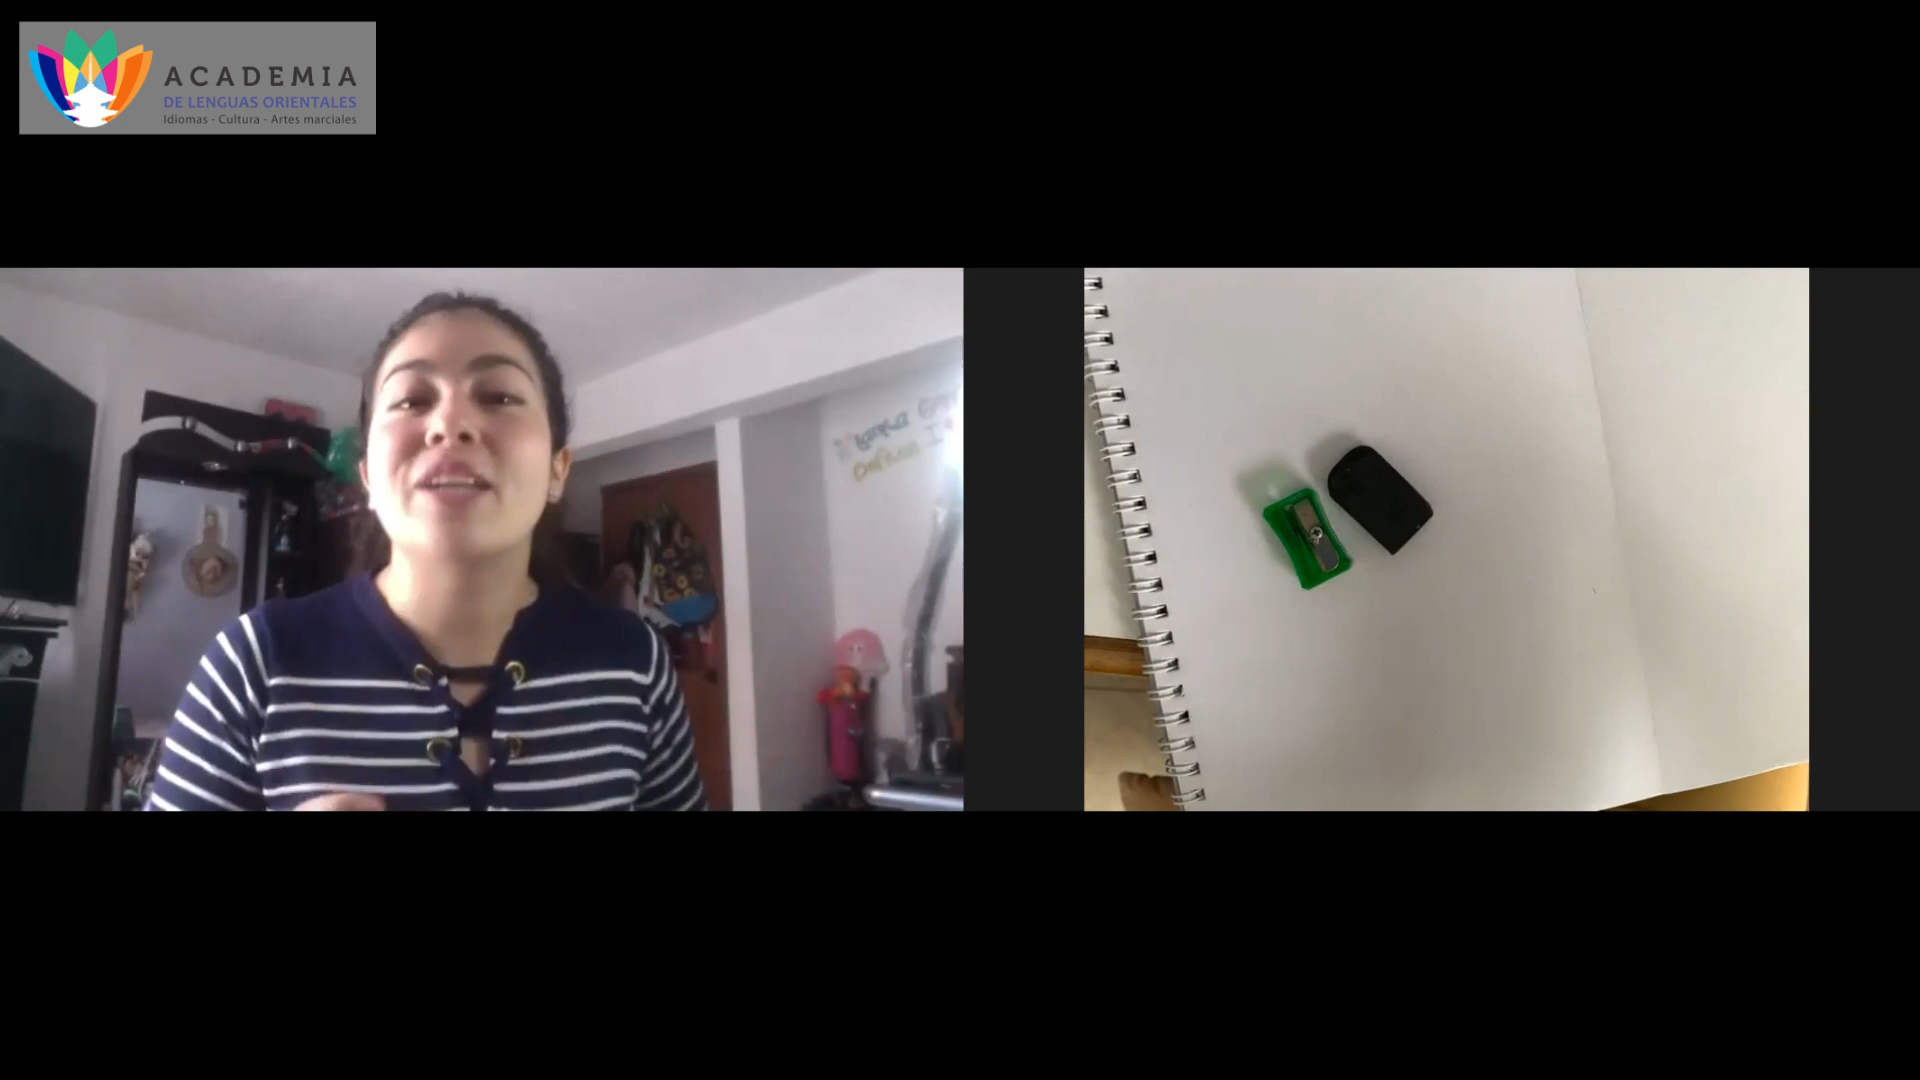 ACADEMIA
DE LENGUAS ORIENTALES
Idiomas - Cultura - Artes marciales